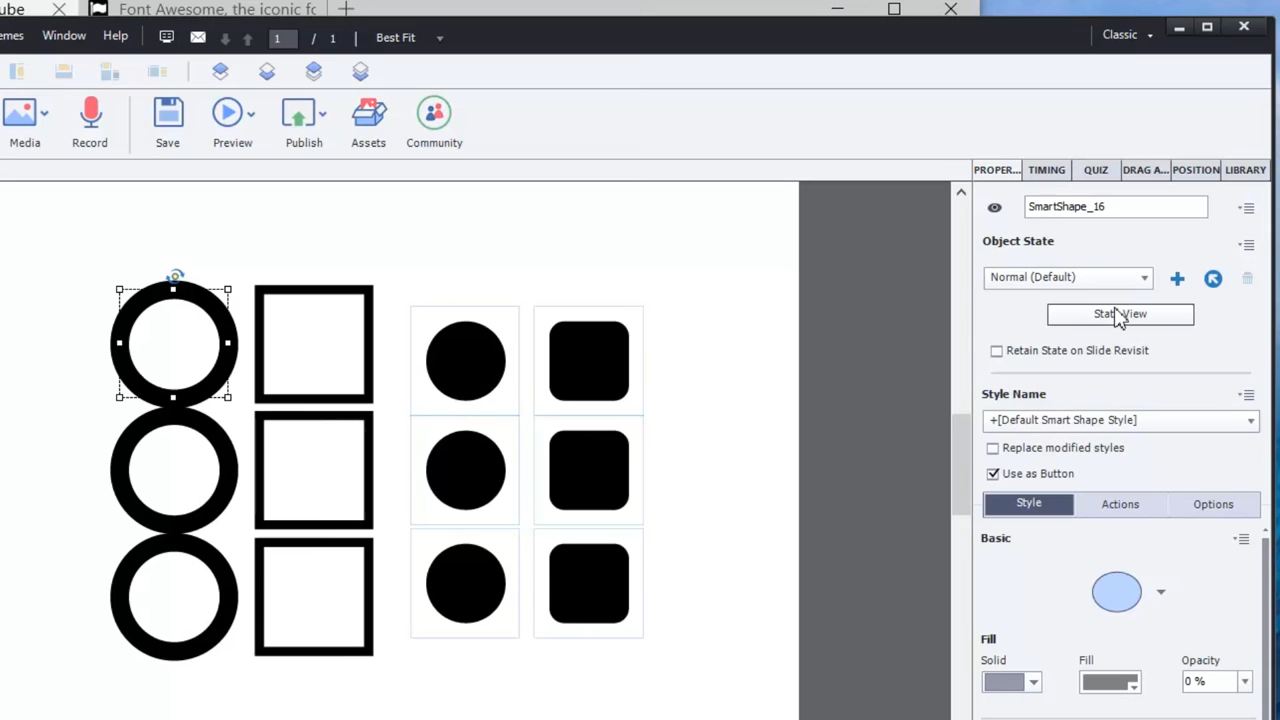 ube
Font Awesome, the iconic fo
emes Window Help 1 / 1 Best Fit Classic
Media Record Save Preview Publish Assets Community
PROPER... TIMING QUIZ DRAG A... POSITION LIBRARY
SmartShape_16
Object State
Normal (Default)
State View
Retain State on Slide Revisit
Style Name
+[Default Smart Shape Style]
Replace modified styles
Use as Button
Style Actions Options
Basic
Fill
Solid Fill Opacity
0 %